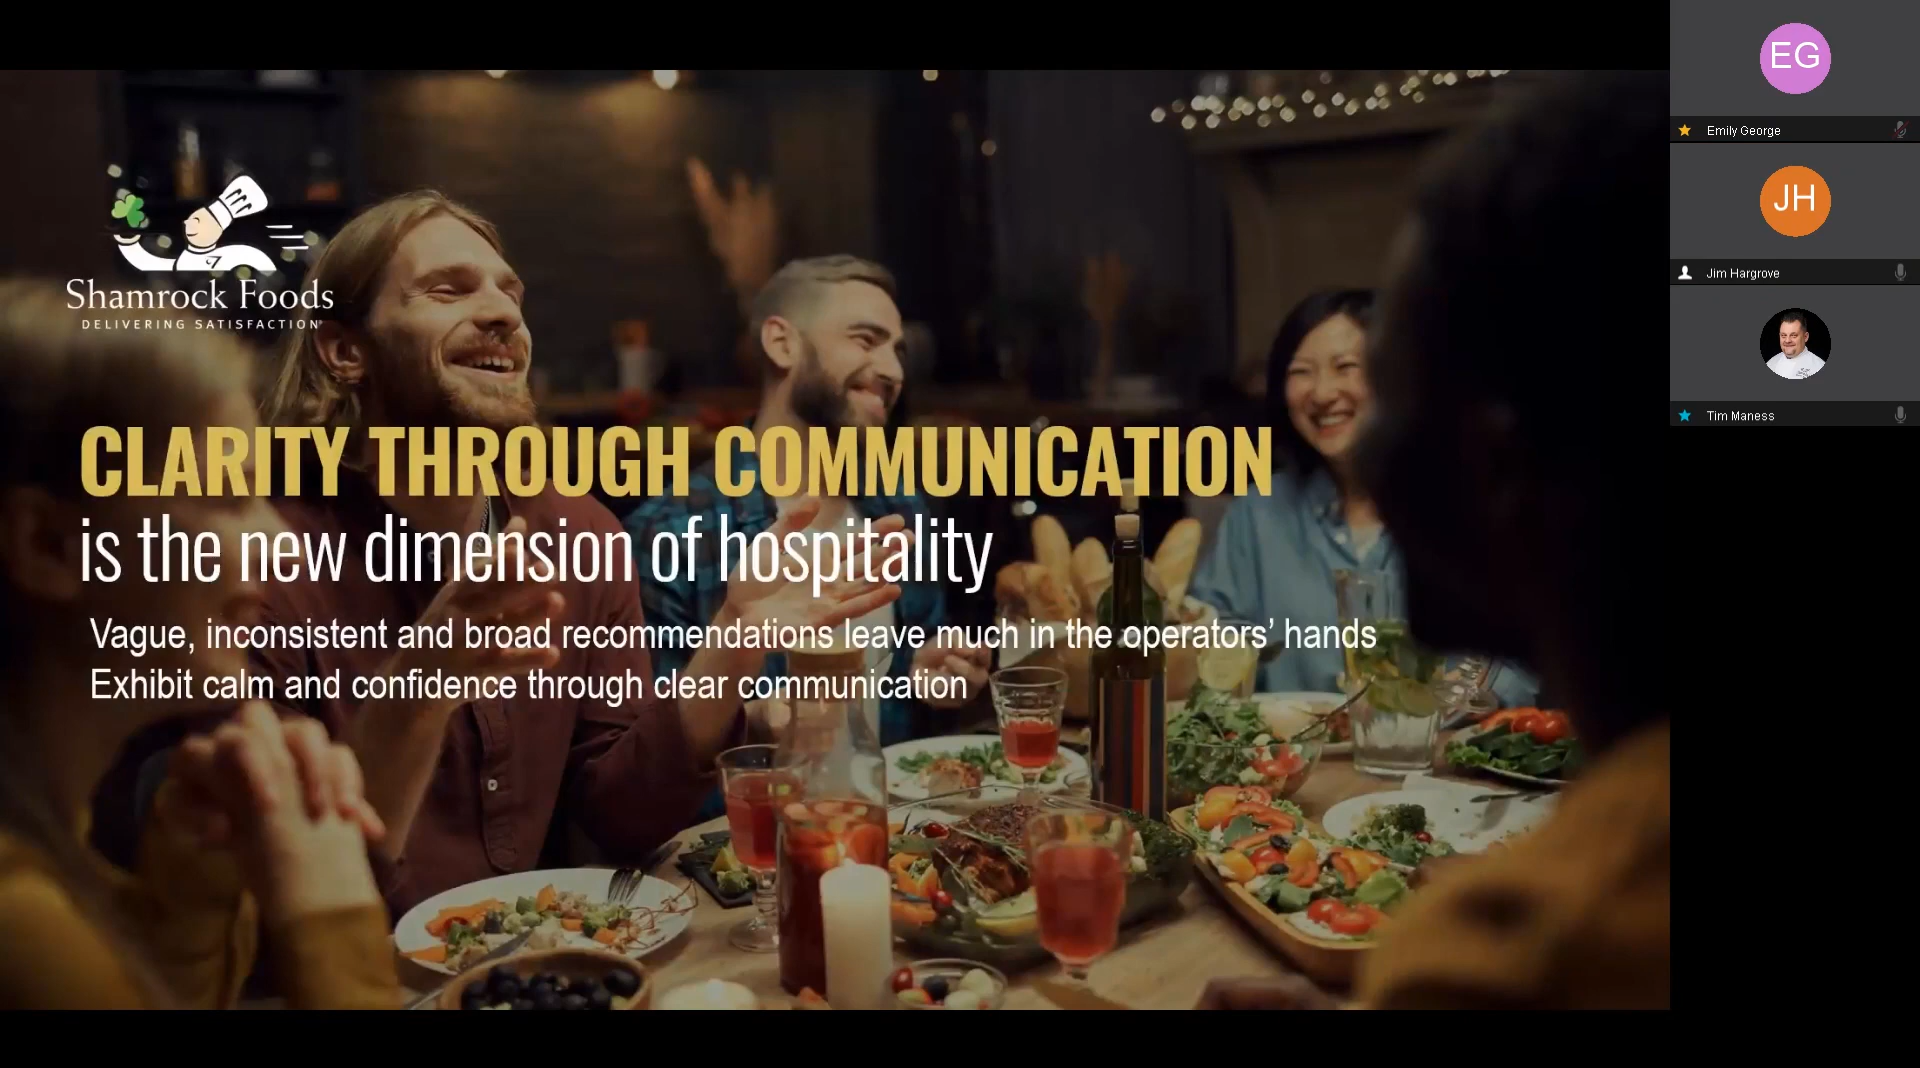 Shamrock Foods
DELIVERING SATISFACTION
CLARITY THROUGH COMMUNICATION
is the new dimension of hospitality
Vague, inconsistent and broad recommendations leave much in the operators’ hands
Exhibit calm and confidence through clear communication
EG
Emily George
JH
Jim Hargrove
Tim Maness